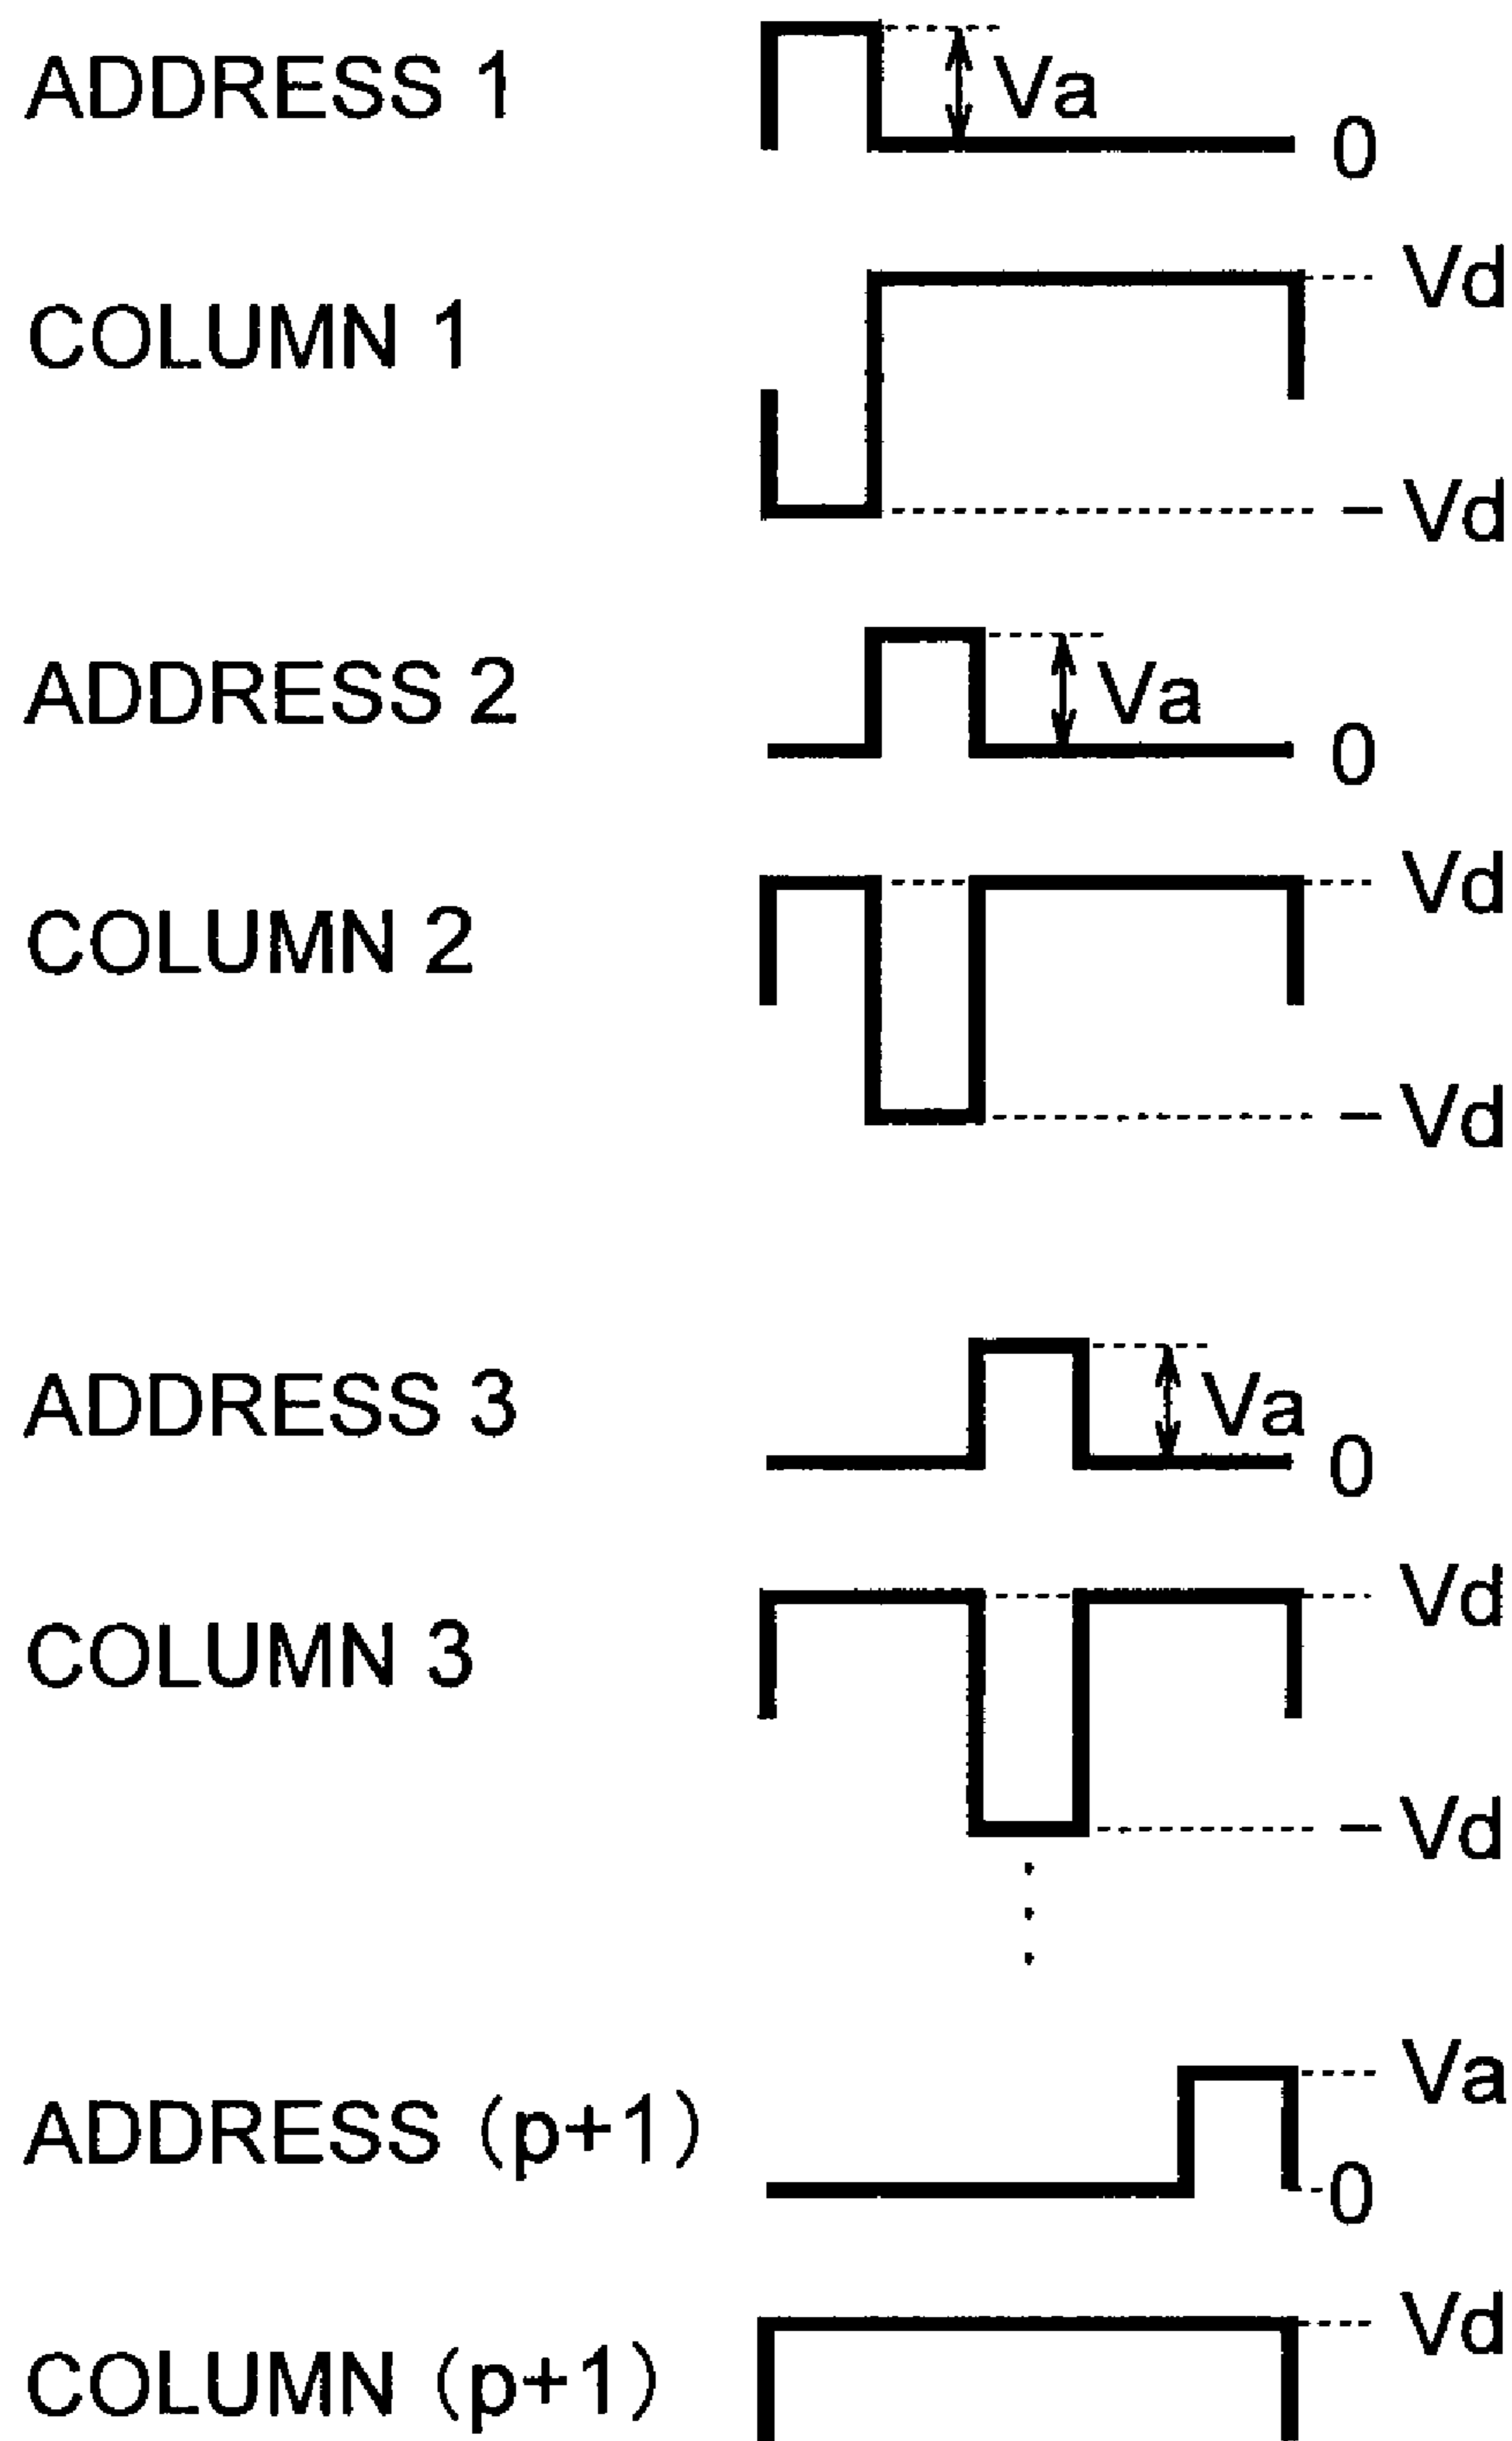 ADDRESS 1
Va
0
COLUMN 1
Vd
– Vd
ADDRESS 2
Va
0
COLUMN 2
Vd
– Vd
ADDRESS 3
Va
0
COLUMN 3
Vd
– Vd
ADDRESS (p+1)
Va
0
COLUMN (p+1)
Vd